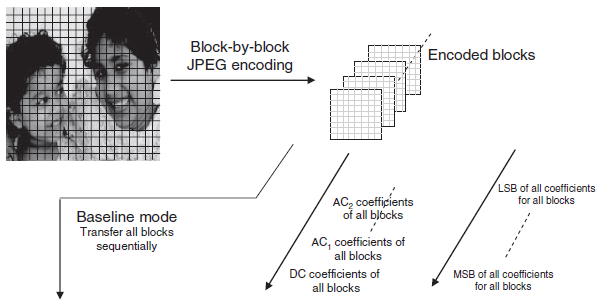 Block-by-block
JPEG encoding
Encoded blocks
Baseline mode
Transfer all blocks
sequentially
AC2 coefficients
of all blocks
AC1 coefficients of
all blocks
DC coefficients of
all blocks
LSB of all coefficients
for all blocks
MSB of all coefficients
for all blocks